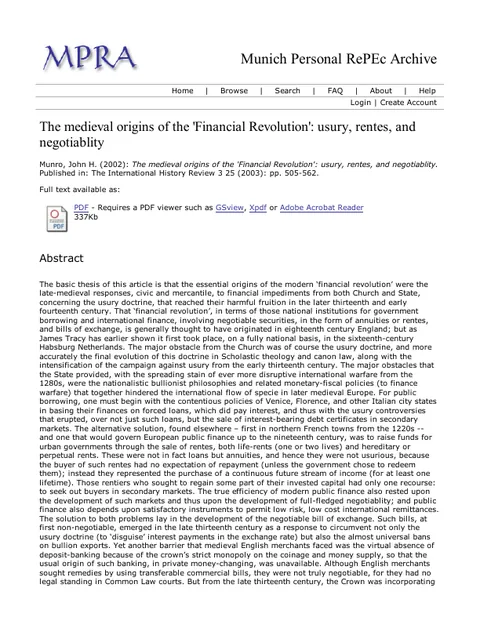 MPRA
Munich Personal RePEc Archive
Home | Browse | Search | FAQ | About | Help
Login | Create Account
The medieval origins of the 'Financial Revolution': usury, rentes, and
negotiablity
Munro, John H. (2002): The medieval origins of the 'Financial Revolution': usury, rentes, and negotiablity.
Published in: The International History Review 3 25 (2003): pp. 505-562.
Full text available as:
PDF - Requires a PDF viewer such as GSview, Xpdf or Adobe Acrobat Reader
337Kb
PDF
Abstract
The basic thesis of this article is that the essential origins of the modern 'financial revolution' were the
late-medieval responses, civic and mercantile, to financial impediments from both Church and State,
concerning the usury doctrine, that reached their harmful fruition in the later thirteenth and early
fourteenth century. That 'financial revolution', in terms of those national institutions for government
borrowing and international finance, involving negotiable securities, in the form of annuities or rentes,
and bills of exchange, is generally thought to have originated in eighteenth century England; but as
James Tracy has earlier shown it first took place, on a fully national basis, in the sixteenth-century
Habsburg Netherlands. The major obstacle from the Church was of course the usury doctrine, and more
accurately the final evolution of this doctrine in Scholastic theology and canon law, along with the
intensification of the campaign against usury from the early thirteenth century. The major obstacles that
the State provided, with the spreading stain of ever more disruptive international warfare from the
1280s, were the nationalist bullionist philosophies and related monetary-fiscal policies (to finance
warfare) that together hindered the international flow of specie in later medieval Europe. For public
borrowing, one must begin with the contentious policies of Venice, Florence, and other Italian city states
in basing their finances on forced loans, which did pay interest, and thus with the usury controversies
that erupted, over not just such loans, but the sale of interest-bearing debt certificates in secondary
markets. The alternative solution, found elsewhere – first in northern French towns from the 1220s --
and one that would govern European public finance up to the nineteenth century, was to raise funds for
urban governments through the sale of rents, both life-rents (one or two lives) and hereditary or
perpetual rents. These were not in fact loans but annuities, and hence they were not usurious, because
the buyer of such rentes had no expectation of repayment (unless the government chose to redeem
them); instead they represented the purchase of a continuous future stream of income (for at least one
lifetime). Those rentiers who sought to regain some part of their invested capital had only one recourse:
to seek out buyers in secondary markets. The true efficiency of modern public finance also rested upon
the development of such markets and thus upon the development of full-fledged negotiability; and public
finance also depends upon satisfactory instruments to permit low risk, low cost international remittances.
The solution to both problems lay in the development of the negotiable bill of exchange. Such bills, at
first non-negotiable, emerged in the late thirteenth century as a response to circumvent not only the
usury doctrine (to 'disguise' interest payments in the exchange rate) but also the almost universal bans
on bullion exports. Yet another barrier that medieval English merchants faced was the virtual absence of
deposit-banking because of the crown's strict monopoly on the coinage and money supply, so that the
usual origin of such banking, in private money-changing, was unavailable. Although English merchants
sought remedies by using transferable commercial bills, they were not truly negotiable, for they had no
legal standing in Common Law courts. But from the late thirteenth century, the Crown was incorporating